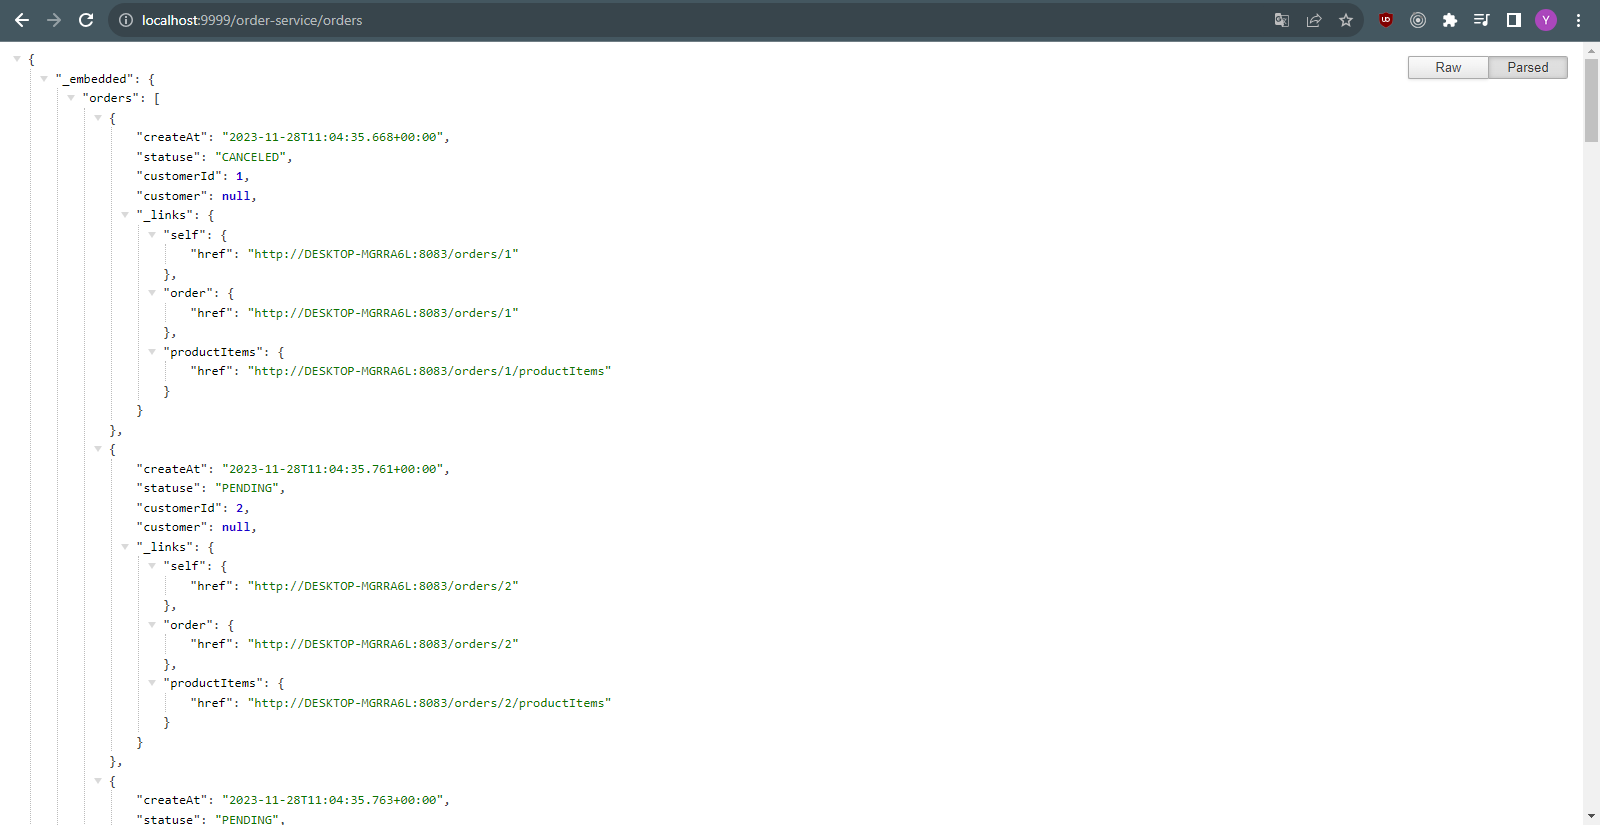 localhost:9999/order-service/orders
Y
Raw Parsed
{
"_embedded": {
"orders": [
{
"createAt": "2023-11-28T11:04:35.668+00:00",
"statuse": "CANCELED",
"customerId": 1,
"customer": null,
"_links": {
"self": {
"href": "http://DESKTOP-MGRRA6L:8083/orders/1"
},
"order": {
"href": "http://DESKTOP-MGRRA6L:8083/orders/1"
},
"productItems": {
"href": "http://DESKTOP-MGRRA6L:8083/orders/1/productItems"
}
}
},
{
"createAt": "2023-11-28T11:04:35.761+00:00",
"statuse": "PENDING",
"customerId": 2,
"customer": null,
"_links": {
"self": {
"href": "http://DESKTOP-MGRRA6L:8083/orders/2"
},
"order": {
"href": "http://DESKTOP-MGRRA6L:8083/orders/2"
},
"productItems": {
"href": "http://DESKTOP-MGRRA6L:8083/orders/2/productItems"
}
}
},
{
"createAt": "2023-11-28T11:04:35.763+00:00",
"statuse": "PENDING",